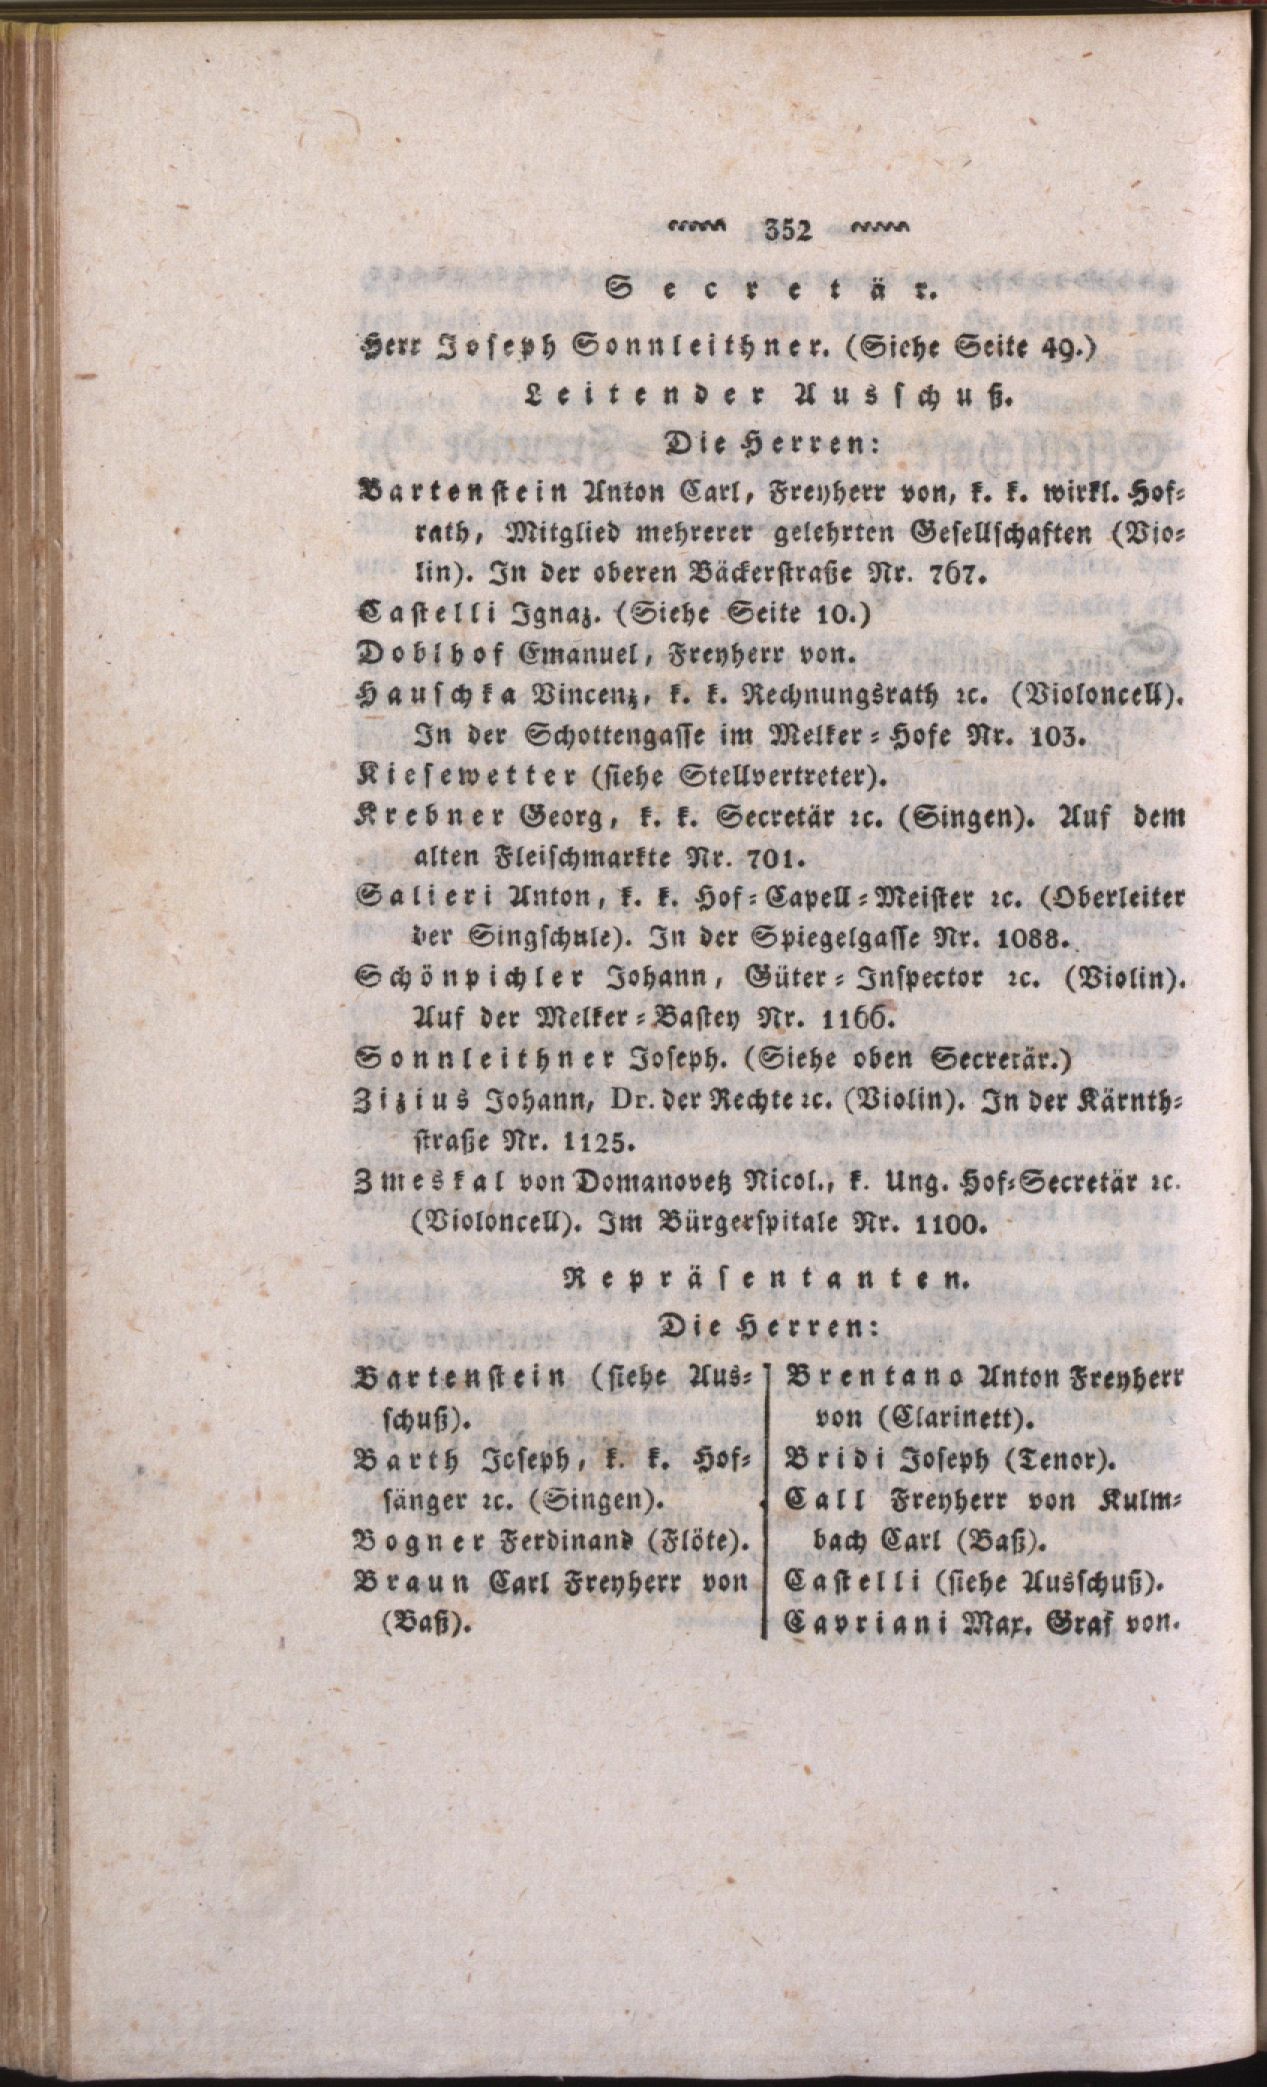 352
Secretär.
Herr Joseph Sonnleithner. (Siehe Seite 49.)
Leitender Ausschuß.
Die Herren:
Bartenstein Anton Carl, Freyherr von, k. k. wirkl. Hof-
rath, Mitglied mehrerer gelehrten Gesellschaften (Vio-
lin). In der oberen Bäckerstraße Nr. 767.
Castelli Ignaz. (Siehe Seite 10.)
Doblhof Emanuel, Freyherr von.
Hauschka Vincenz, k. k. Rechnungsrath ꝛc. (Violoncell).
In der Schottengasse im Melker-Hofe Nr. 103.
Kiesewetter (siehe Stellvertreter).
Krebner Georg, k. k. Secretär ꝛc. (Singen). Auf dem
alten Fleischmarkte Nr. 701.
Salieri Anton, k. k. Hof-Capell-Meister ꝛc. (Oberleiter
der Singschule). In der Spiegelgasse Nr. 1088.
Schönpichler Johann, Güter-Inspector ꝛc. (Violin).
Auf der Melker-Bastey Nr. 1166.
Sonnleithner Joseph. (Siehe oben Secretär.)
Zizius Johann, Dr. der Rechte ꝛc. (Violin). In der Kärnth-
straße Nr. 1125.
Zmeskal von Domanovetz Nicol., k. Ung. Hof-Secretär ꝛc.
(Violoncell). Im Bürgerspitale Nr. 1100.
Repräsentanten.
Die Herren:
Bartenstein (siehe Aus-
schuß).
Barth Joseph, k. k. Hof-
sänger ꝛc. (Singen).
Bogner Ferdinand (Flöte).
Braun Carl Freyherr von
(Baß).
Brentano Anton Freyherr
von (Clarinett).
Bridi Joseph (Tenor).
Call Freyherr von Kulm-
bach Carl (Baß).
Castelli (siehe Ausschuß).
Capriani Max. Graf von.